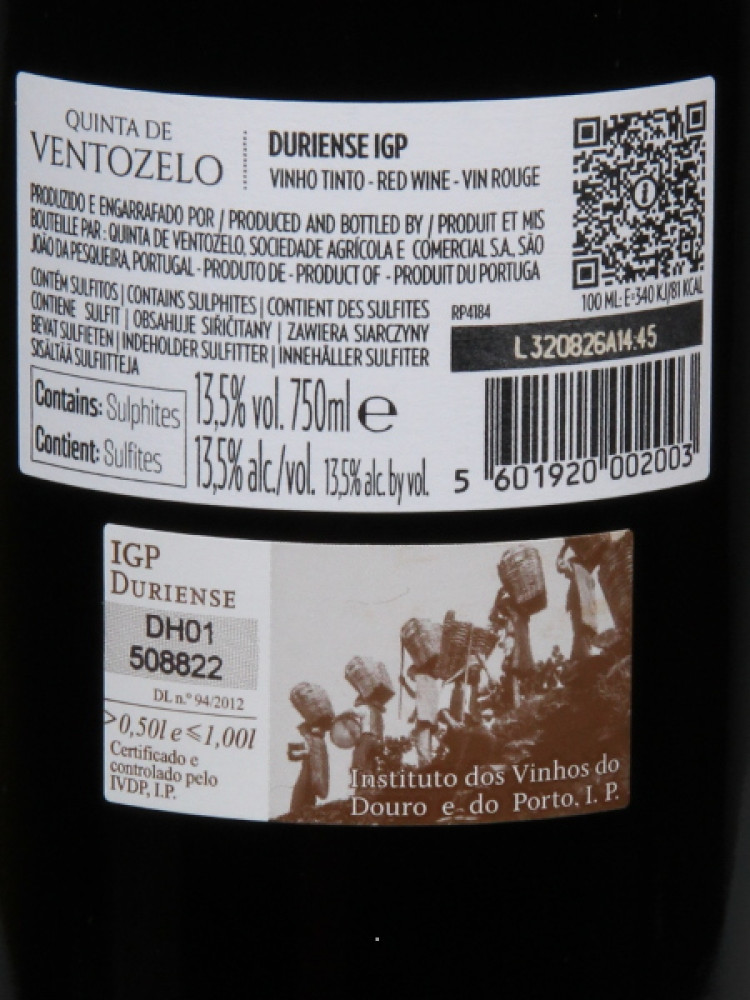 QUINTA DE
VENTOZELO
DURIENSE IGP
VINHO TINTO - RED WINE - VIN ROUGE
PRODUZIDO E ENGARRAFADO POR / PRODUCED AND BOTTLED BY / PRODUIT ET MIS
BOUTEILLE PAR : QUINTA DE VENTOZELO, SOCIEDADE AGRÍCOLA E COMERCIAL S.A, SÃO
JOÃO DA PESQUEIRA, PORTUGAL - PRODUTO DE - PRODUCT OF - PRODUIT DU PORTUGA
CONTÉM SULFITOS | CONTAINS SULPHITES | CONTIENT DES SULFITES
CONTIENE SULFIT | OBSAHUJE SIŘIČITANY | ZAWIERA SIARCZYNY
BEVAT SULFIETEN | INDEHOLDER SULFITTER | INNEHÅLLER SULFITER
SISÄLTÄÄ SULFIITTEJA
RP4184
100 ML: E=340 KJ/81 KCAL
L320826A14:45
Contains: Sulphites
Contient: Sulfites
13,5% vol. 750ml e
13,5% alc./vol. 13,5% alc. by vol.
5 601920 002003
IGP
DURIENSE
DH01
508822
DL n.º 94/2012
>0,50l e ⩽1,00l
Certificado e
controlado pelo
IVDP, I.P.
Instituto dos Vinhos do
Douro e do Porto, I. P.